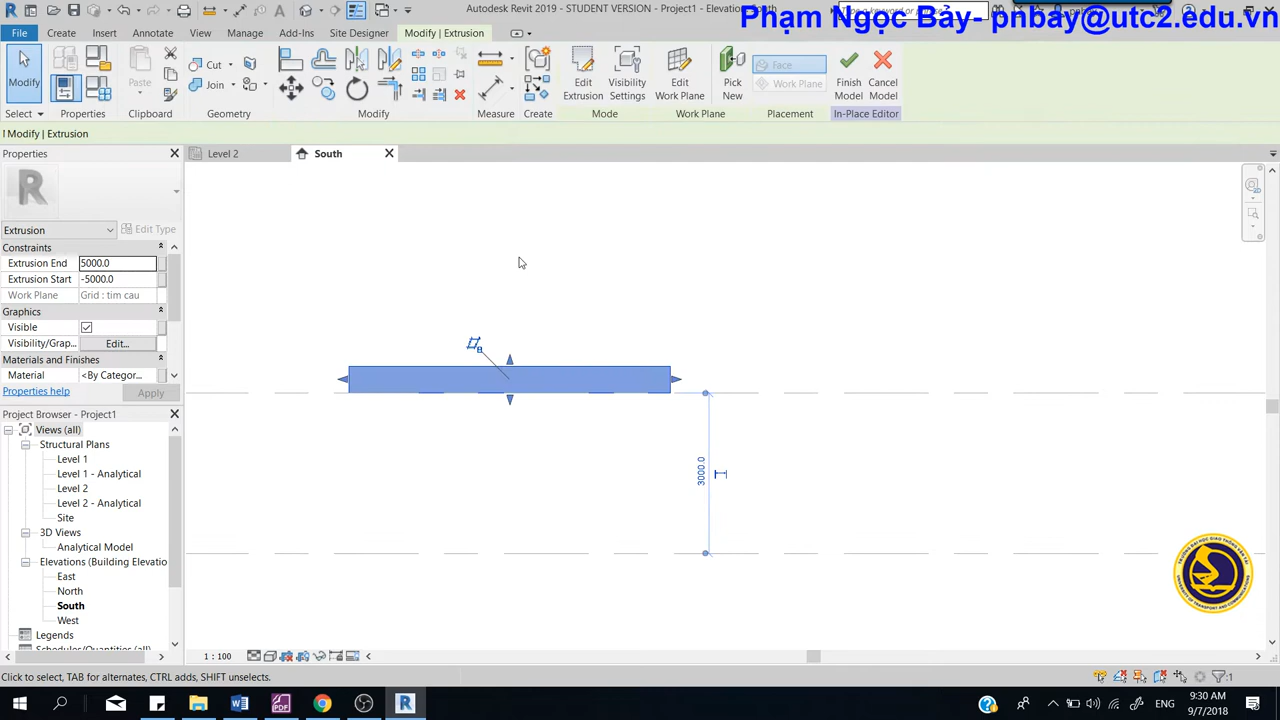 Autodesk Revit 2019 - STUDENT VERSION - Project1 - Elevation: South
Phạm Ngọc Bảy- pnbay@utc2.edu.vn
File
Create
Insert
Annotate
View
Manage
Add-Ins
Site Designer
Modify | Extrusion
Modify
Paste
Cut
Join
Edit Extrusion
Visibility Settings
Edit Work Plane
Pick New
Face
Work Plane
Finish Model
Cancel Model
Select
Properties
Clipboard
Geometry
Modify
Measure
Create
Mode
Work Plane
Placement
In-Place Editor
Modify | Extrusion
Properties
Level 2
South
Extrusion
Edit Type
Constraints
Extrusion End 5000.0
Extrusion Start -5000.0
Work Plane Grid : tim cau
Graphics
Visible
Visibility/Grap... Edit...
Materials and Finishes
Material <By Categor...
Properties help
Apply
Project Browser - Project1
Views (all)
Structural Plans
Level 1
Level 1 - Analytical
Level 2
Level 2 - Analytical
Site
3D Views
Analytical Model
Elevations (Building Elevatio
East
North
South
West
Legends
Schedules/Quantities (all)
3000.0
1 : 100
Click to select, TAB for alternates, CTRL adds, SHIFT unselects.
:1
ENG
9:30 AM
9/7/2018